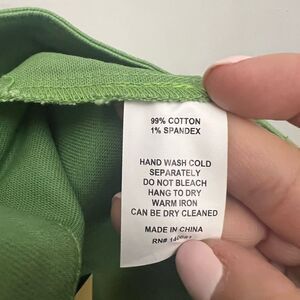 99% COTTON
1% SPANDEX
HAND WASH COLD
SEPARATELY
DO NOT BLEACH
HANG TO DRY
WARM IRON
CAN BE DRY CLEANED
MADE IN CHINA
RN#